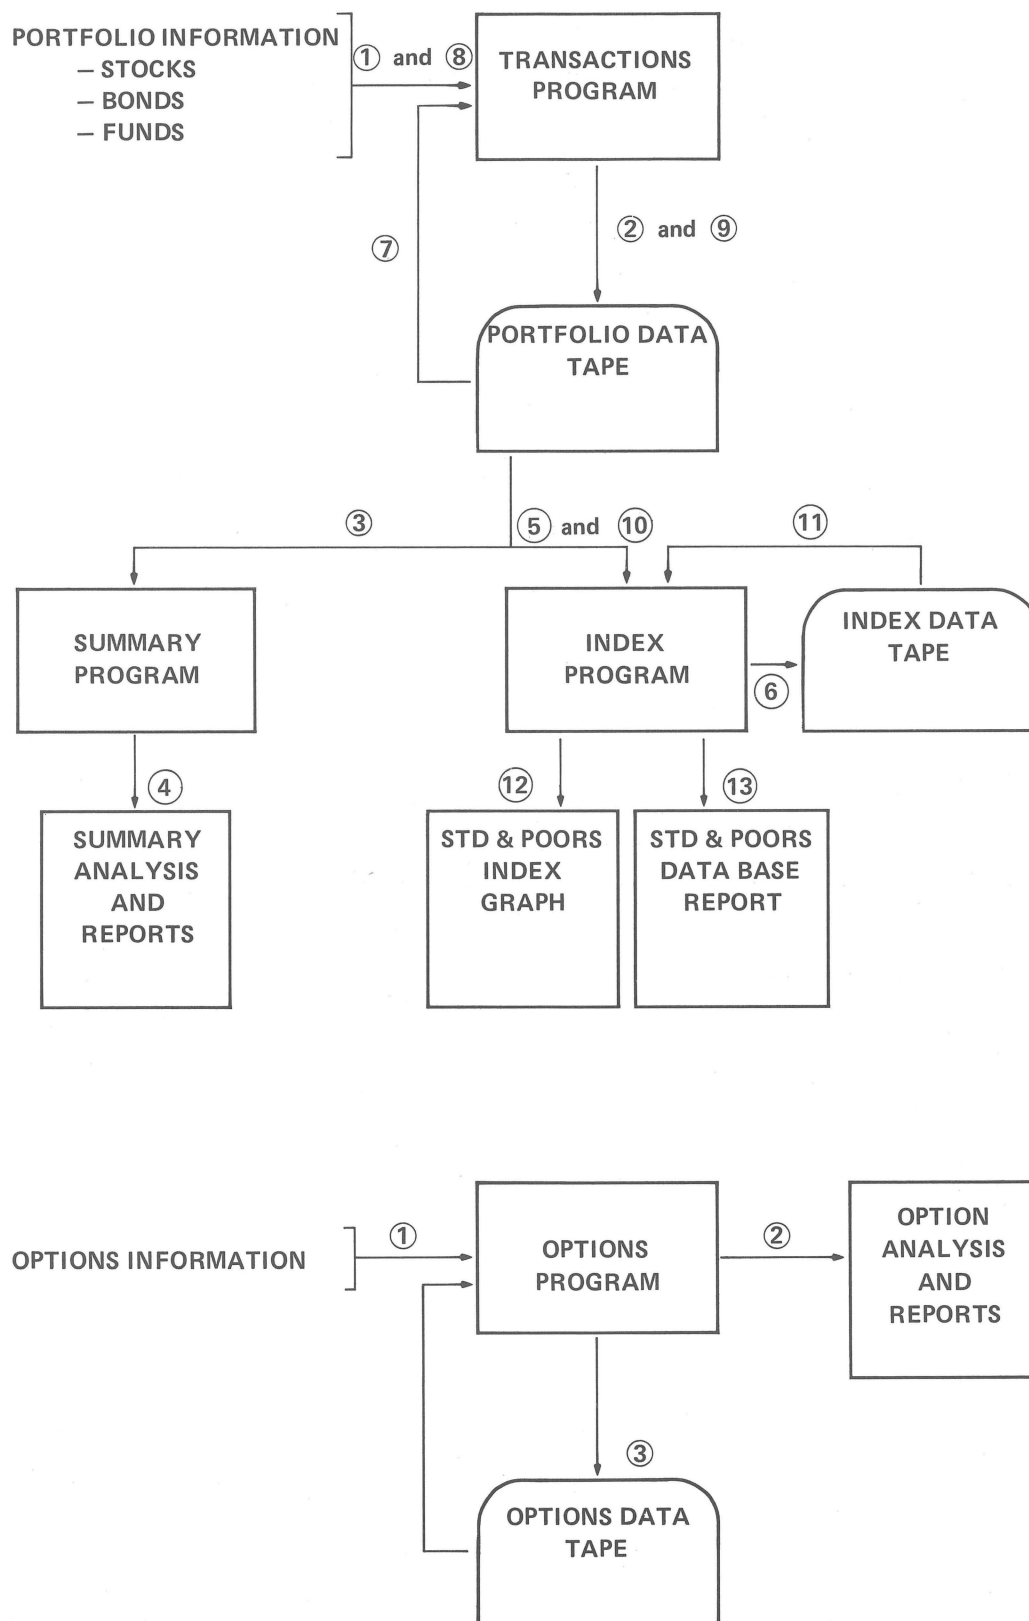 PORTFOLIO INFORMATION
– STOCKS
– BONDS
– FUNDS
① and ⑧
TRANSACTIONS
PROGRAM
② and ⑨
⑦
PORTFOLIO DATA
TAPE
③
⑤ and ⑩
⑪
SUMMARY
PROGRAM
INDEX
PROGRAM
⑥
INDEX DATA
TAPE
④
⑫
⑬
SUMMARY
ANALYSIS
AND
REPORTS
STD & POORS
INDEX
GRAPH
STD & POORS
DATA BASE
REPORT
OPTIONS INFORMATION
①
OPTIONS
PROGRAM
②
OPTION
ANALYSIS
AND
REPORTS
③
OPTIONS DATA
TAPE